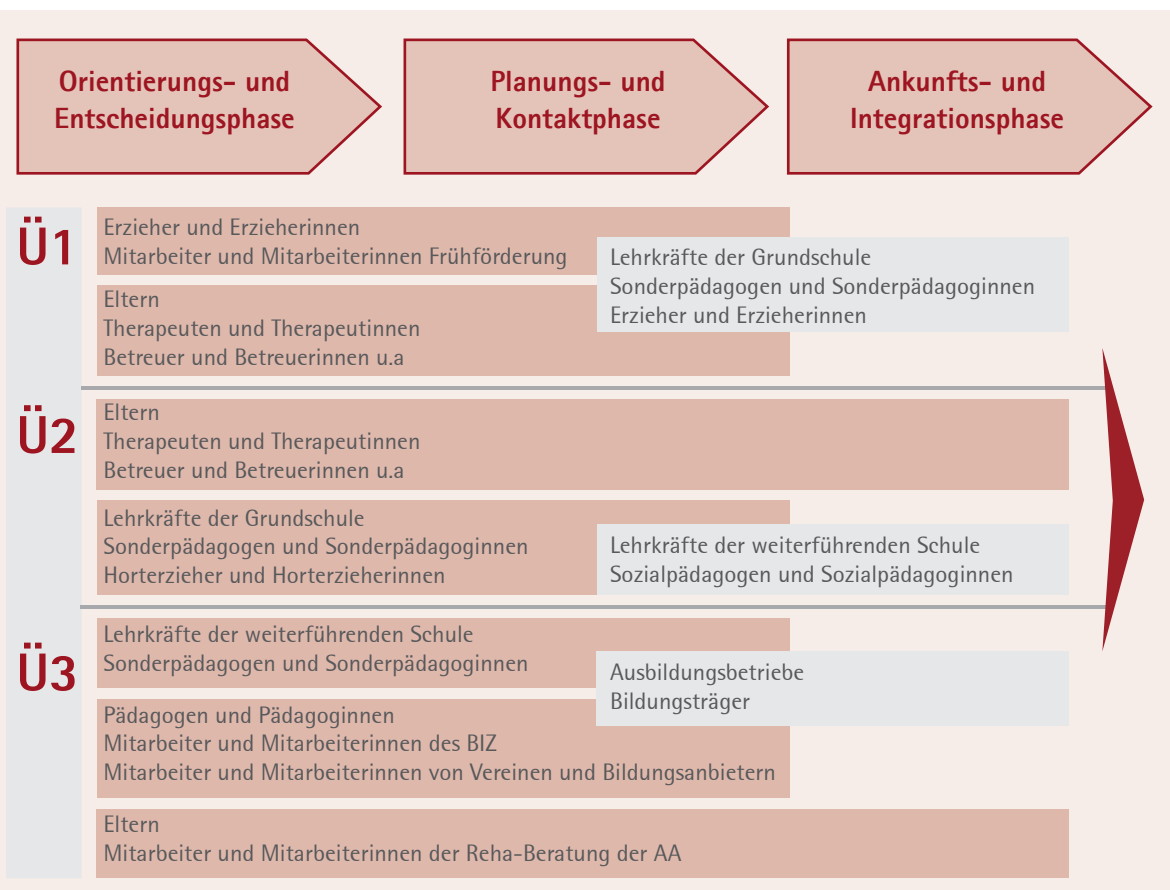 Orientierungs- und
Entscheidungsphase
Planungs- und
Kontaktphase
Ankunfts- und
Integrationsphase
Ü1
Erzieher und Erzieherinnen
Mitarbeiter und Mitarbeiterinnen Frühförderung
Lehrkräfte der Grundschule
Sonderpädagogen und Sonderpädagoginnen
Erzieher und Erzieherinnen
Eltern
Therapeuten und Therapeutinnen
Betreuer und Betreuerinnen u.a
Ü2
Eltern
Therapeuten und Therapeutinnen
Betreuer und Betreuerinnen u.a
Lehrkräfte der Grundschule
Sonderpädagogen und Sonderpädagoginnen
Horterzieher und Horterzieherinnen
Lehrkräfte der weiterführenden Schule
Sozialpädagogen und Sozialpädagoginnen
Ü3
Lehrkräfte der weiterführenden Schule
Sonderpädagogen und Sonderpädagoginnen
Ausbildungsbetriebe
Bildungsträger
Pädagogen und Pädagoginnen
Mitarbeiter und Mitarbeiterinnen des BIZ
Mitarbeiter und Mitarbeiterinnen von Vereinen und Bildungsanbietern
Eltern
Mitarbeiter und Mitarbeiterinnen der Reha-Beratung der AA